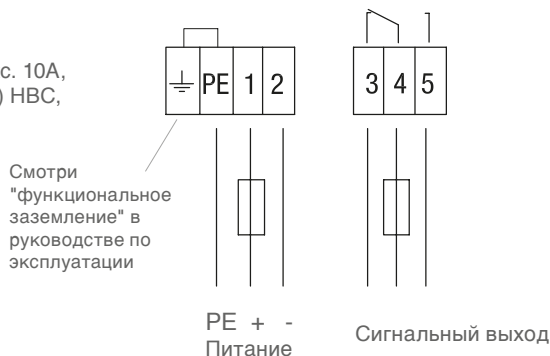 с. 10А,
) НВС,
PE 1 2
3 4 5
Смотри
"функциональное
заземление" в
руководстве по
эксплуатации
PE + -
Питание
Сигнальный выход